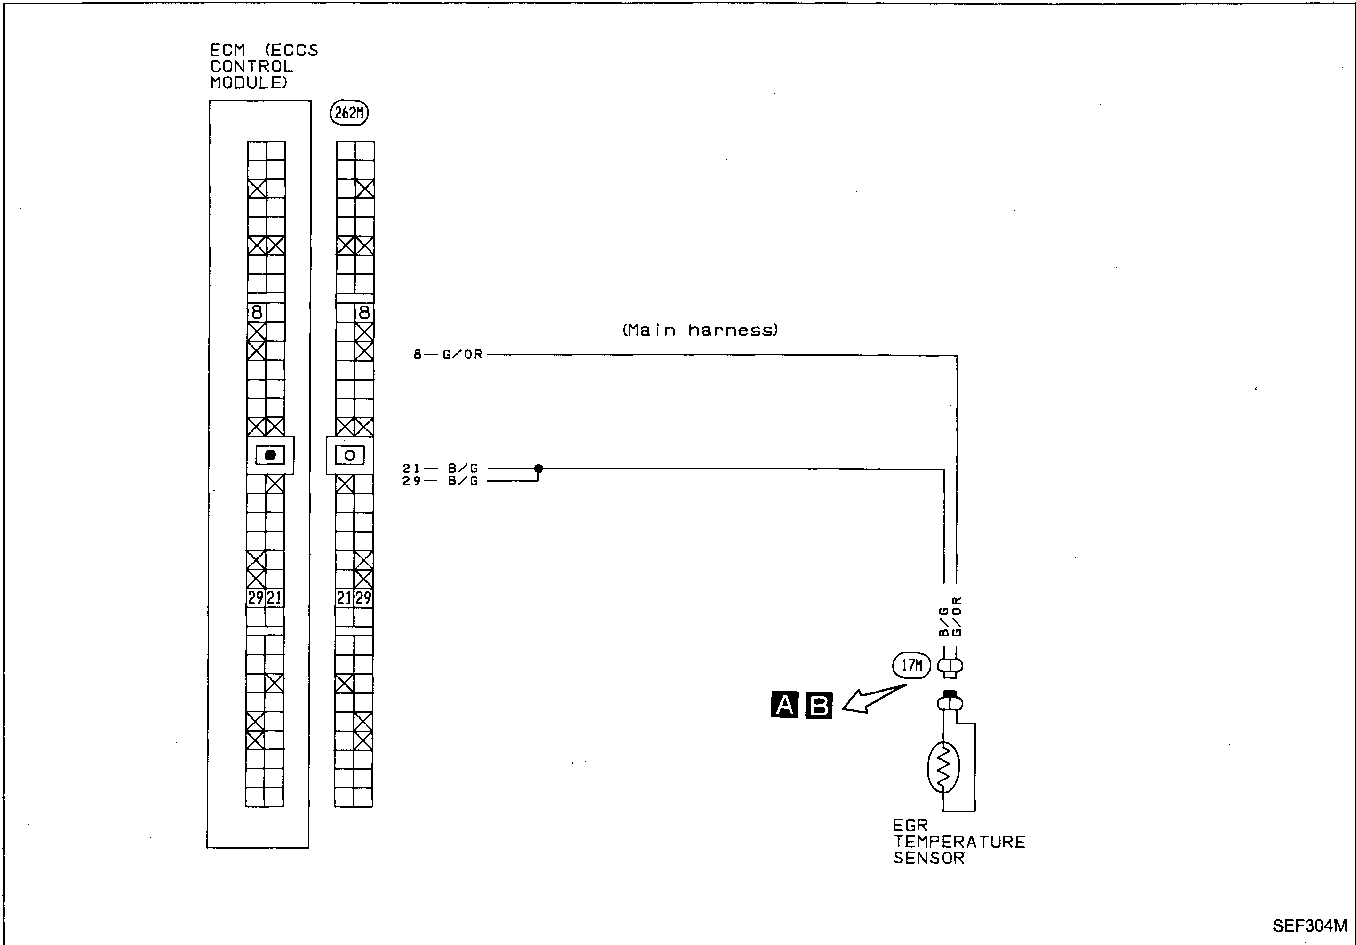 ECM (ECCS
CONTROL
MODULE)
262M
8
8
(Main harness)
8— G/OR
21— B/G
29— B/G
29 21
21 29
B/G
G/OR
17M
A B
EGR
TEMPERATURE
SENSOR
SEF304M